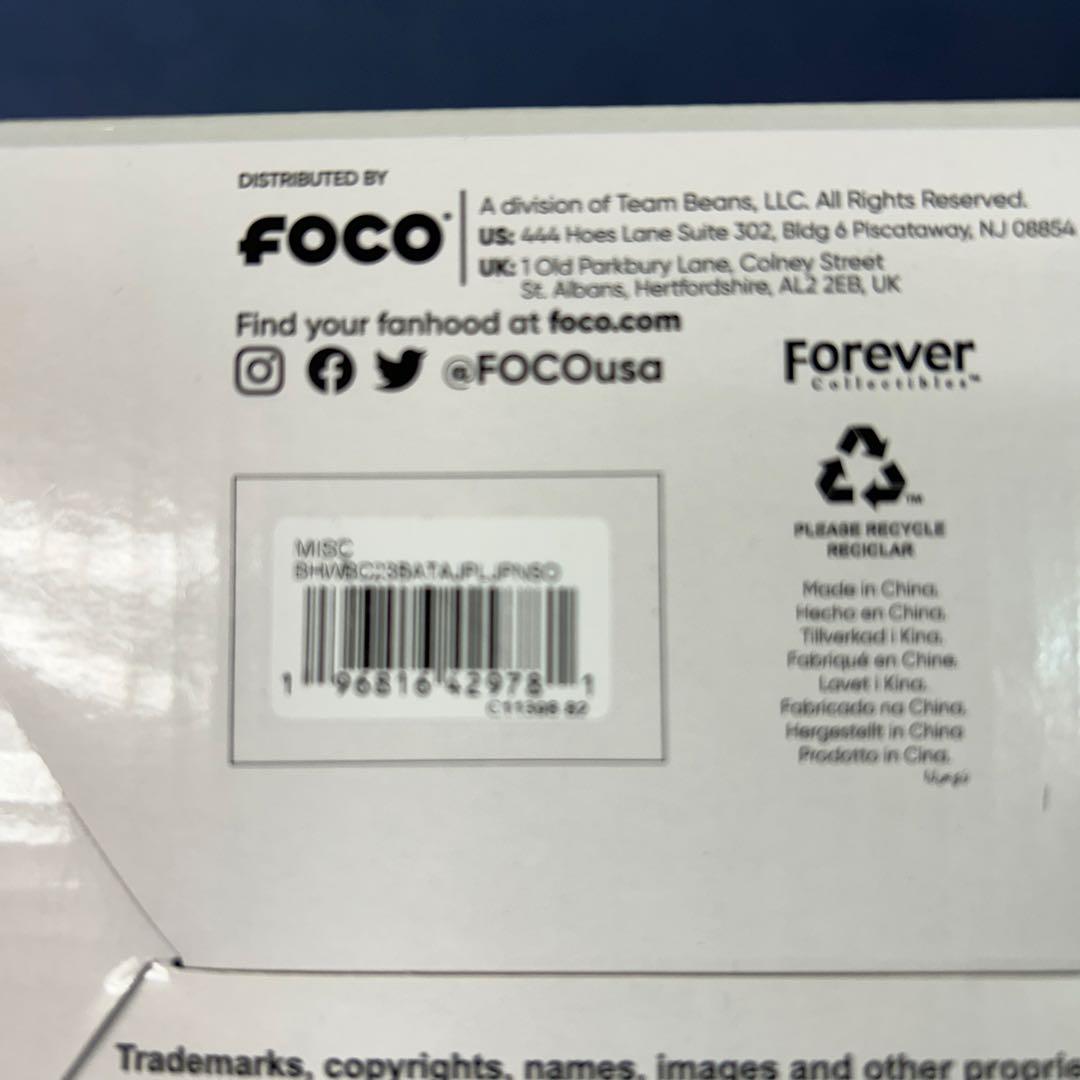 DISTRIBUTED BY
FOCO
A division of Team Beans, LLC. All Rights Reserved.
US: 444 Hoes Lane Suite 302, Bldg 6 Piscataway, NJ 08854
UK: 1 Old Parkbury Lane, Colney Street
St. Albans, Hertfordshire, AL2 2EB, UK
Find your fanhood at foco.com
@FOCOusa
Forever
Collectibles™
PLEASE RECYCLE
RECICLAR
MISC
1 96816 42978 1
Made in China.
Hecho en China.
Tillverkad i Kina.
Fabriqué en Chine.
Lavet i Kina.
Fabricado na China.
Hergestellt in China
Prodotto in Cina.
Trademarks, copyrights, names, images and other